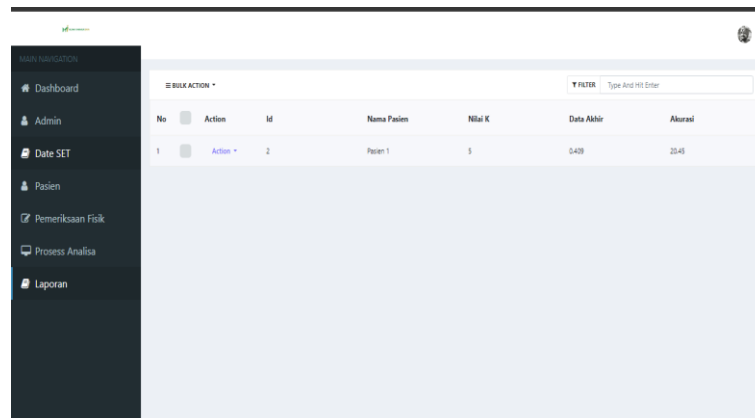 MAIN NAVIGATION
Dashboard
Admin
Date SET
Pasien
Pemeriksaan Fisik
Prosess Analisa
Laporan
BULK ACTION
FILTER Type And Hit Enter
No Action Id Nama Pasien Nilai K Data Akhir Akurasi
1 Action 2 Pasien 1 5 0.409 20.45